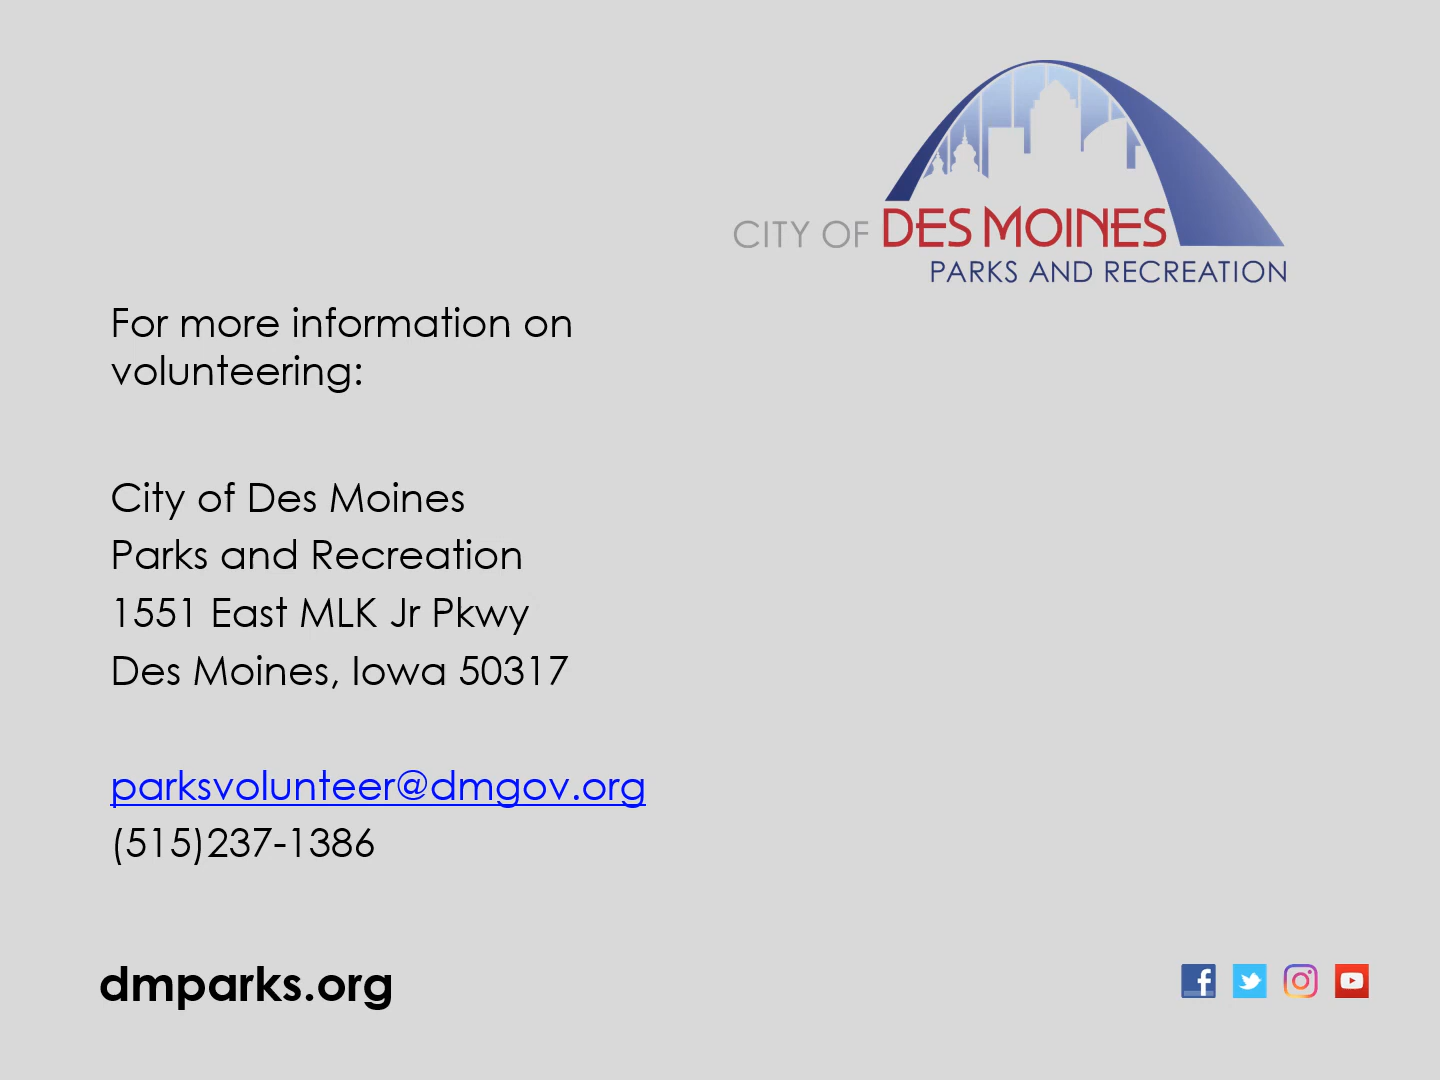 CITY OF DES MOINES
PARKS AND RECREATION
For more information on
volunteering:
City of Des Moines
Parks and Recreation
1551 East MLK Jr Pkwy
Des Moines, Iowa 50317
parksvolunteer@dmgov.org
(515)237-1386
dmparks.org